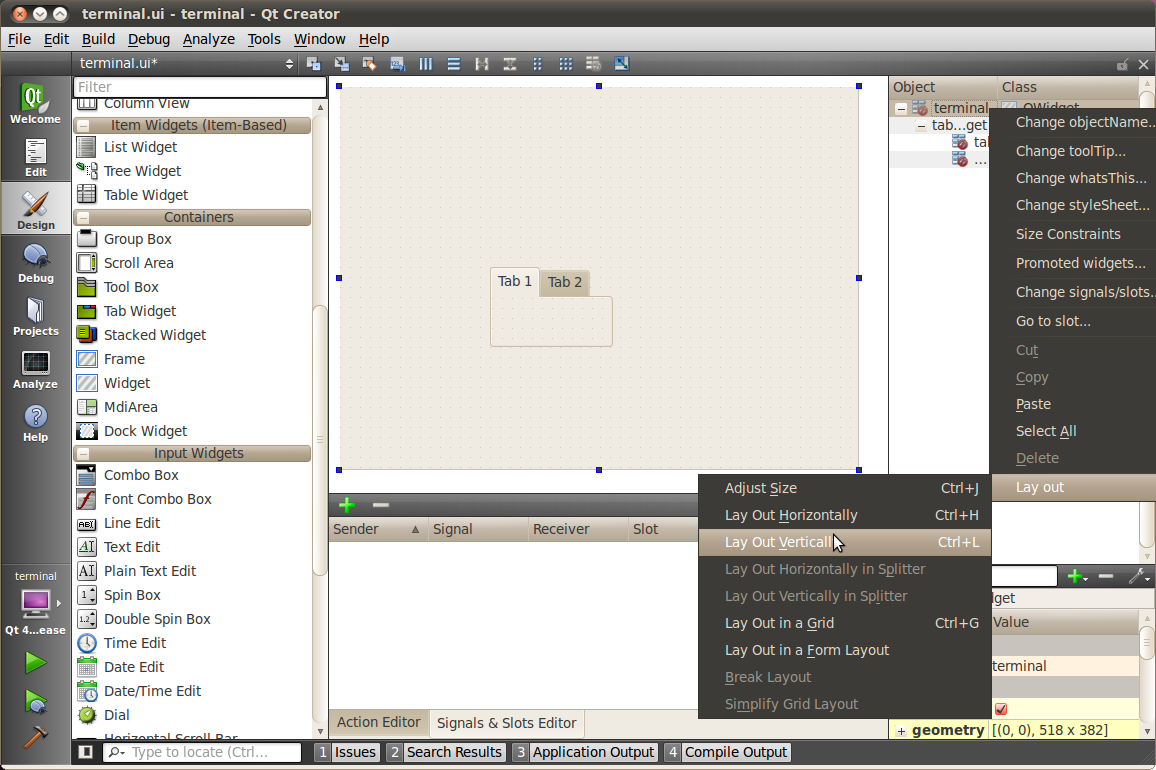 terminal.ui - terminal - Qt Creator
File Edit Build Debug Analyze Tools Window Help
terminal.ui*
Welcome
Edit
Design
Debug
Projects
Analyze
Help
terminal
Qt 4...ease
Filter
Column View
Item Widgets (Item-Based)
List Widget
Tree Widget
Table Widget
Containers
Group Box
Scroll Area
Tool Box
Tab Widget
Stacked Widget
Frame
Widget
MdiArea
Dock Widget
Input Widgets
Combo Box
Font Combo Box
Line Edit
Text Edit
Plain Text Edit
Spin Box
Double Spin Box
Time Edit
Date Edit
Date/Time Edit
Dial
Horizontal Scroll Bar
Tab 1 Tab 2
Sender Signal Receiver Slot
Action Editor Signals & Slots Editor
Object Class
terminal QWidget
tab...get
tal
...
Change objectName...
Change toolTip...
Change whatsThis...
Change styleSheet...
Size Constraints
Promoted widgets...
Change signals/slots...
Go to slot...
Cut
Copy
Paste
Select All
Delete
Lay out
Adjust Size Ctrl+J
Lay Out Horizontally Ctrl+H
Lay Out Vertically Ctrl+L
Lay Out Horizontally in Splitter
Lay Out Vertically in Splitter
Lay Out in a Grid Ctrl+G
Lay Out in a Form Layout
Break Layout
Simplify Grid Layout
dget
Value
terminal
geometry [(0, 0), 518 x 382]
Type to locate (Ctrl...
1 Issues 2 Search Results 3 Application Output 4 Compile Output